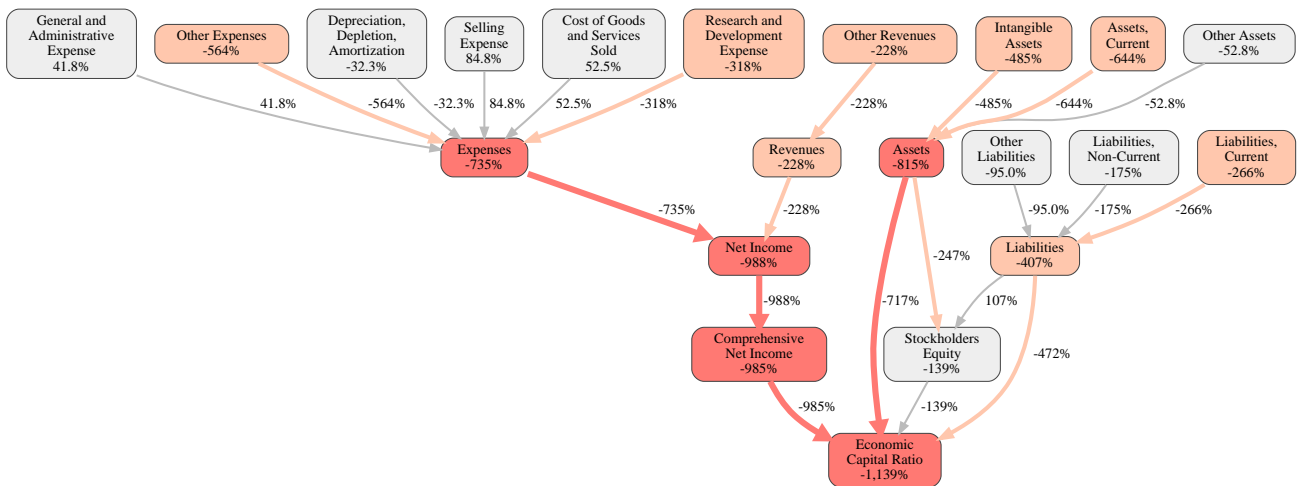 General and
Administrative
Expense
41.8%
Other Expenses
-564%
Depreciation,
Depletion,
Amortization
-32.3%
Selling
Expense
84.8%
Cost of Goods
and Services
Sold
52.5%
Research and
Development
Expense
-318%
Other Revenues
-228%
Intangible
Assets
-485%
Assets,
Current
-644%
Other Assets
-52.8%
41.8%
-564%
-32.3%
84.8%
52.5%
-318%
-228%
-485%
-644%
-52.8%
Expenses
-735%
Revenues
-228%
Assets
-815%
Other
Liabilities
-95.0%
Liabilities,
Non-Current
-175%
Liabilities,
Current
-266%
-735%
-228%
-95.0%
-175%
-266%
Net Income
-988%
-247%
Liabilities
-407%
-988%
-717%
107%
Comprehensive
Net Income
-985%
Stockholders
Equity
-139%
-472%
-985%
-139%
Economic
Capital Ratio
-1,139%